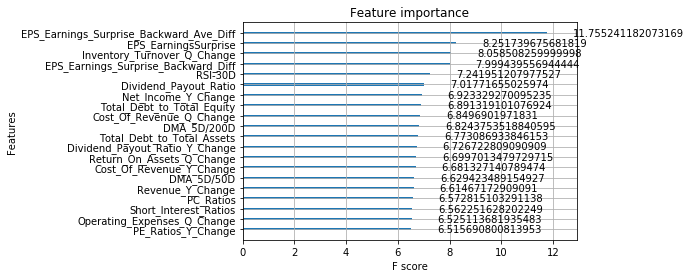 Feature importance
EPS_Earnings_Surprise_Backward_Ave_Diff 11.755241182073169
EPS_EarningsSurprise 8.251739675681819
Inventory_Turnover_Q_Change 8.058508259999998
EPS_Earnings_Surprise_Backward_Diff 7.999439556944444
RSI-30D 7.241951207977527
Dividend_Payout_Ratio 7.01771655025974
Net_Income_Y_Change 6.923329270095235
Total_Debt_to_Total_Equity 6.891319101076924
Cost_Of_Revenue_Q_Change 6.8496901971831
DMA_5D/200D 6.8243753518840595
Total_Debt_to_Total_Assets 6.773086933846153
Dividend_Payout_Ratio_Y_Change 6.726722809090909
Return_On_Assets_Q_Change 6.6997013479729715
Cost_Of_Revenue_Y_Change 6.681327140789474
DMA_5D/50D 6.629423489154927
Revenue_Y_Change 6.61467172909091
PC_Ratios 6.572815103291138
Short_Interest_Ratios 6.562251628202249
Operating_Expenses_Q_Change 6.525113681935483
PE_Ratios_Y_Change 6.515690800813953
0 2 4 6 8 10 12
F score
Features